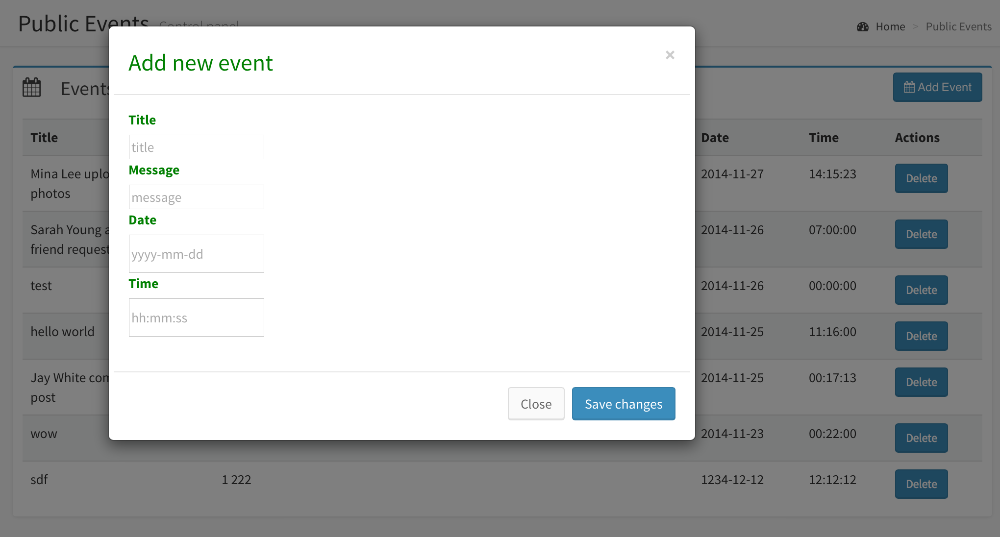 Public Events Control panel
Home > Public Events
Add new event
×
Events
Add Event
Title
Date
Time
Actions
Mina Lee uplo
photos
2014-11-27
14:15:23
Delete
Sarah Young a
friend request
2014-11-26
07:00:00
Delete
test
2014-11-26
00:00:00
Delete
hello world
2014-11-25
11:16:00
Delete
Jay White com
post
2014-11-25
00:17:13
Delete
wow
2014-11-23
00:22:00
Delete
sdf
1 222
1234-12-12
12:12:12
Delete
Title
title
Message
message
Date
yyyy-mm-dd
Time
hh:mm:ss
Close
Save changes